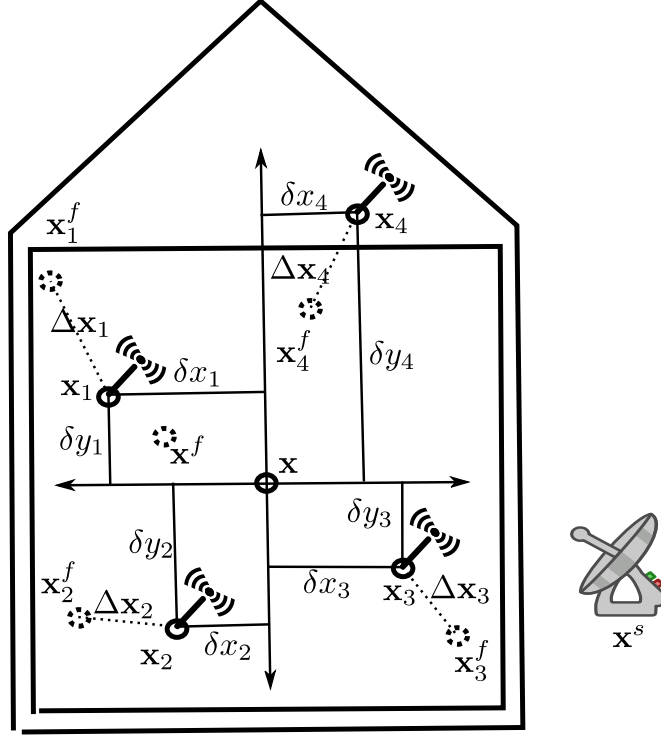 δx₄
𝐱₄
𝐱₁ᶠ
Δ𝐱₄
Δ𝐱₁
𝐱₄ᶠ
δy₄
δx₁
𝐱₁
δy₁
𝐱ᶠ
𝐱
δy₃
δy₂
𝐱₂ᶠ
Δ𝐱₂
δx₃
𝐱₃
Δ𝐱₃
𝐱ˢ
δx₂
𝐱₂
𝐱₃ᶠ